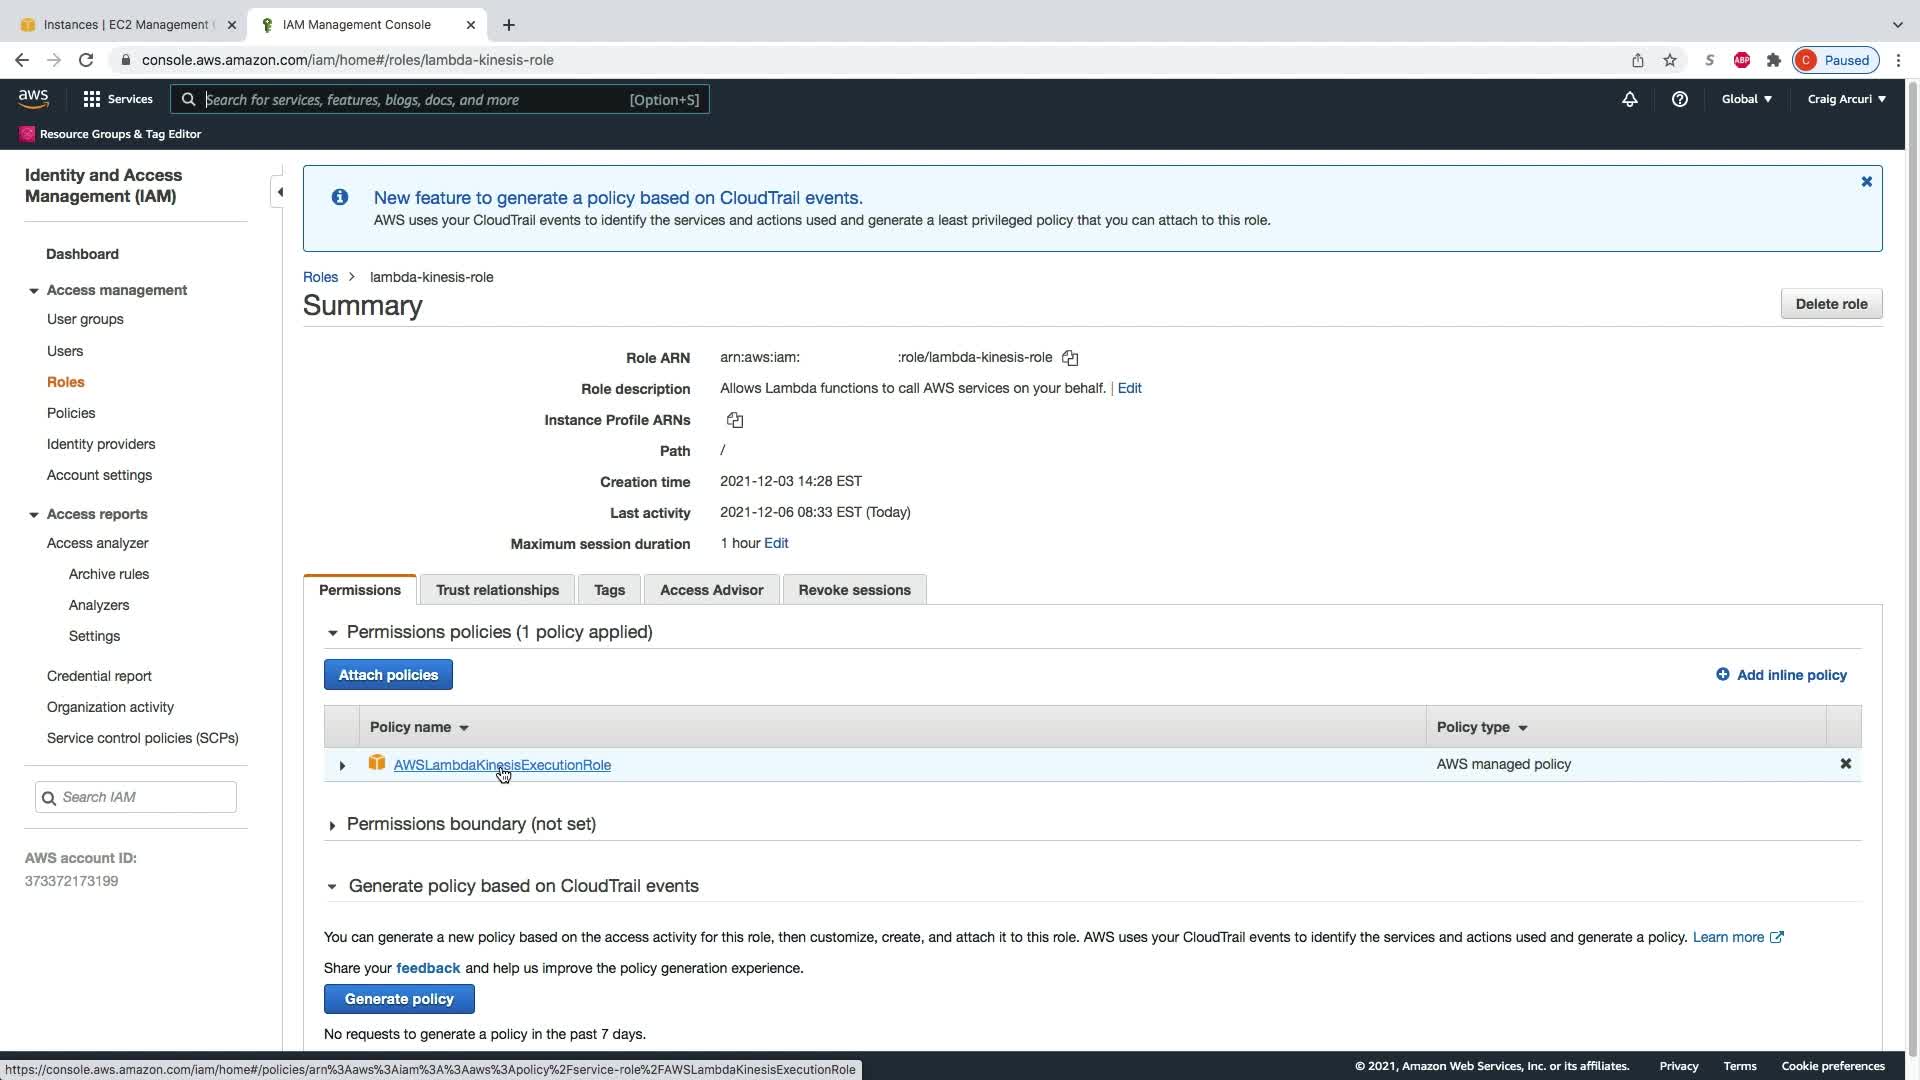 Instances | EC2 Management
IAM Management Console
console.aws.amazon.com/iam/home#/roles/lambda-kinesis-role
S
ABP
C
Paused
aws
Services
Search for services, features, blogs, docs, and more
[Option+S]
Global
Craig Arcuri
Resource Groups & Tag Editor
Identity and Access
Management (IAM)
Dashboard
Access management
User groups
Users
Roles
Policies
Identity providers
Account settings
Access reports
Access analyzer
Archive rules
Analyzers
Settings
Credential report
Organization activity
Service control policies (SCPs)
Search IAM
AWS account ID:
373372173199
New feature to generate a policy based on CloudTrail events.
AWS uses your CloudTrail events to identify the services and actions used and generate a least privileged policy that you can attach to this role.
Roles > lambda-kinesis-role
Summary
Delete role
Role ARN arn:aws:iam: :role/lambda-kinesis-role
Role description Allows Lambda functions to call AWS services on your behalf. | Edit
Instance Profile ARNs
Path /
Creation time 2021-12-03 14:28 EST
Last activity 2021-12-06 08:33 EST (Today)
Maximum session duration 1 hour Edit
Permissions
Trust relationships
Tags
Access Advisor
Revoke sessions
Permissions policies (1 policy applied)
Attach policies
Add inline policy
Policy name
Policy type
AWSLambdaKinesisExecutionRole
AWS managed policy
Permissions boundary (not set)
Generate policy based on CloudTrail events
You can generate a new policy based on the access activity for this role, then customize, create, and attach it to this role. AWS uses your CloudTrail events to identify the services and actions used and generate a policy. Learn more
Share your feedback and help us improve the policy generation experience.
Generate policy
No requests to generate a policy in the past 7 days.
© 2021, Amazon Web Services, Inc. or its affiliates.
Privacy
Terms
Cookie preferences
https://console.aws.amazon.com/iam/home#/policies/arn%3Aaws%3Aiam%3A%3Aaws%3Apolicy%2Fservice-role%2FAWSLambdaKinesisExecutionRole